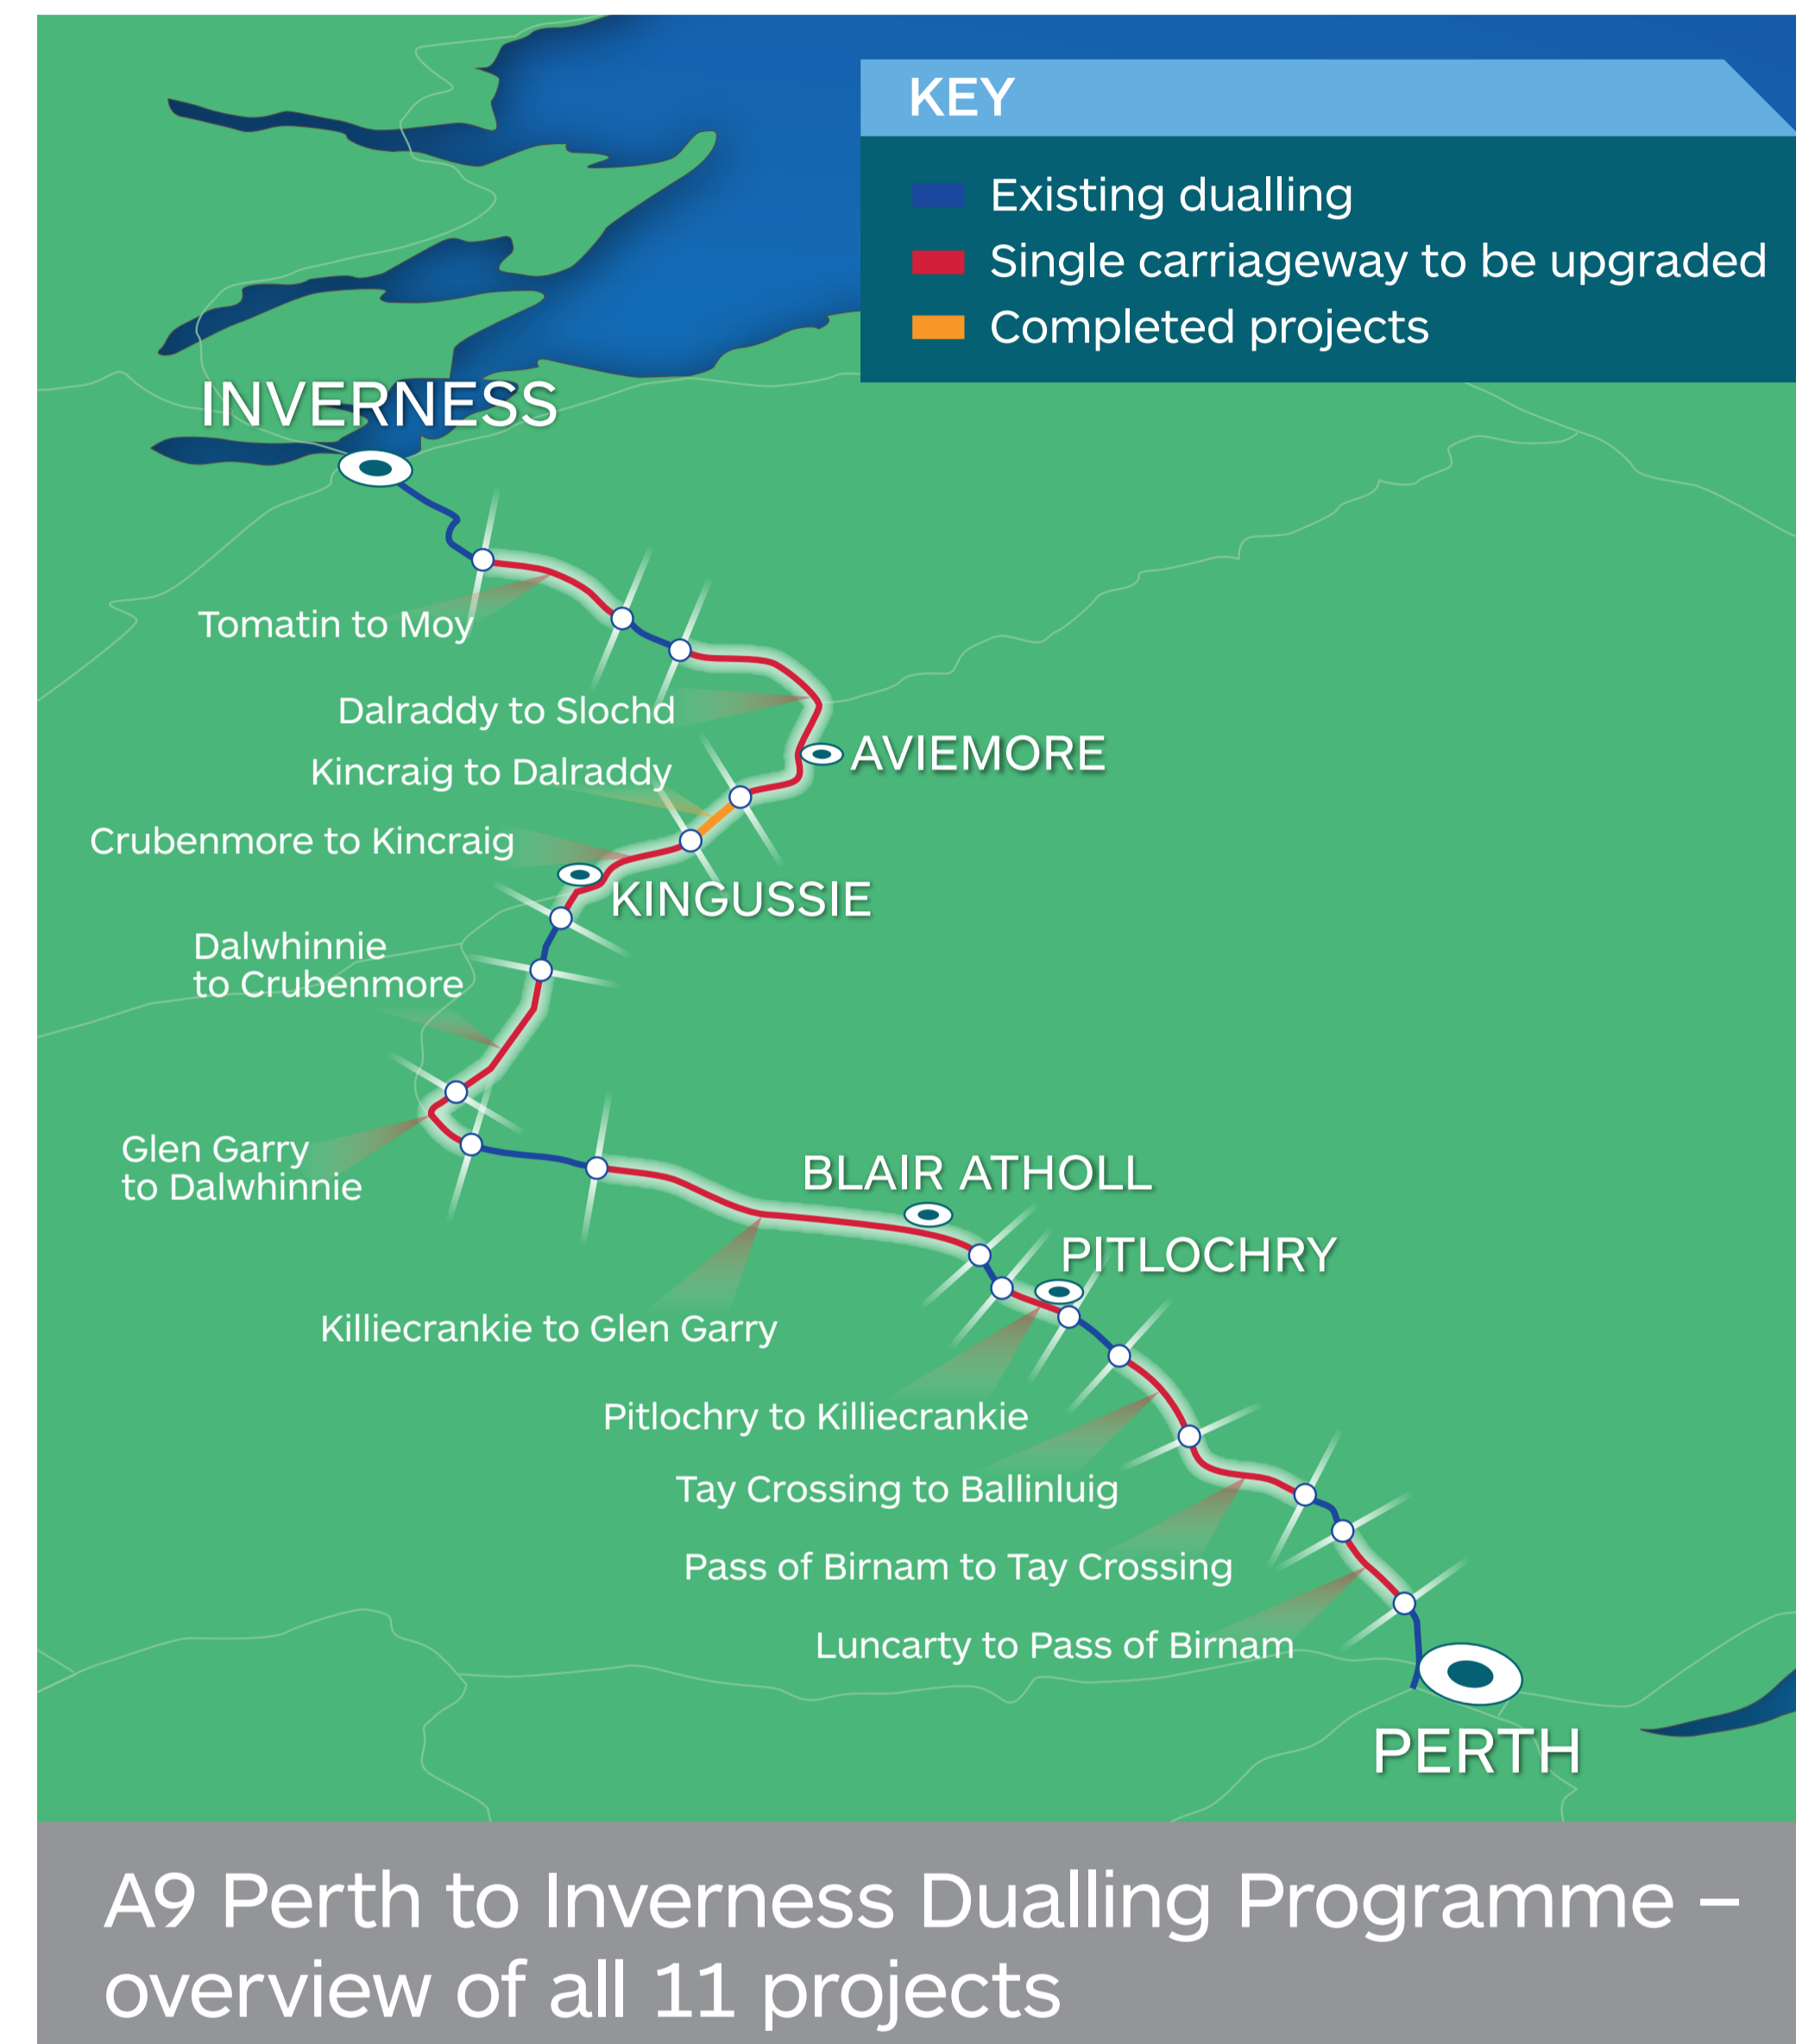 KEY
Existing dualling
Single carriageway to be upgraded
Completed projects
INVERNESS
Tomatin to Moy
Dalraddy to Slochd
AVIEMORE
Kincraig to Dalraddy
Crubenmore to Kincraig
KINGUSSIE
Dalwhinnie
to Crubenmore
Glen Garry
to Dalwhinnie
BLAIR ATHOLL
PITLOCHRY
Killiecrankie to Glen Garry
Pitlochry to Killiecrankie
Tay Crossing to Ballinluig
Pass of Birnam to Tay Crossing
Luncarty to Pass of Birnam
PERTH
A9 Perth to Inverness Dualling Programme –
overview of all 11 projects